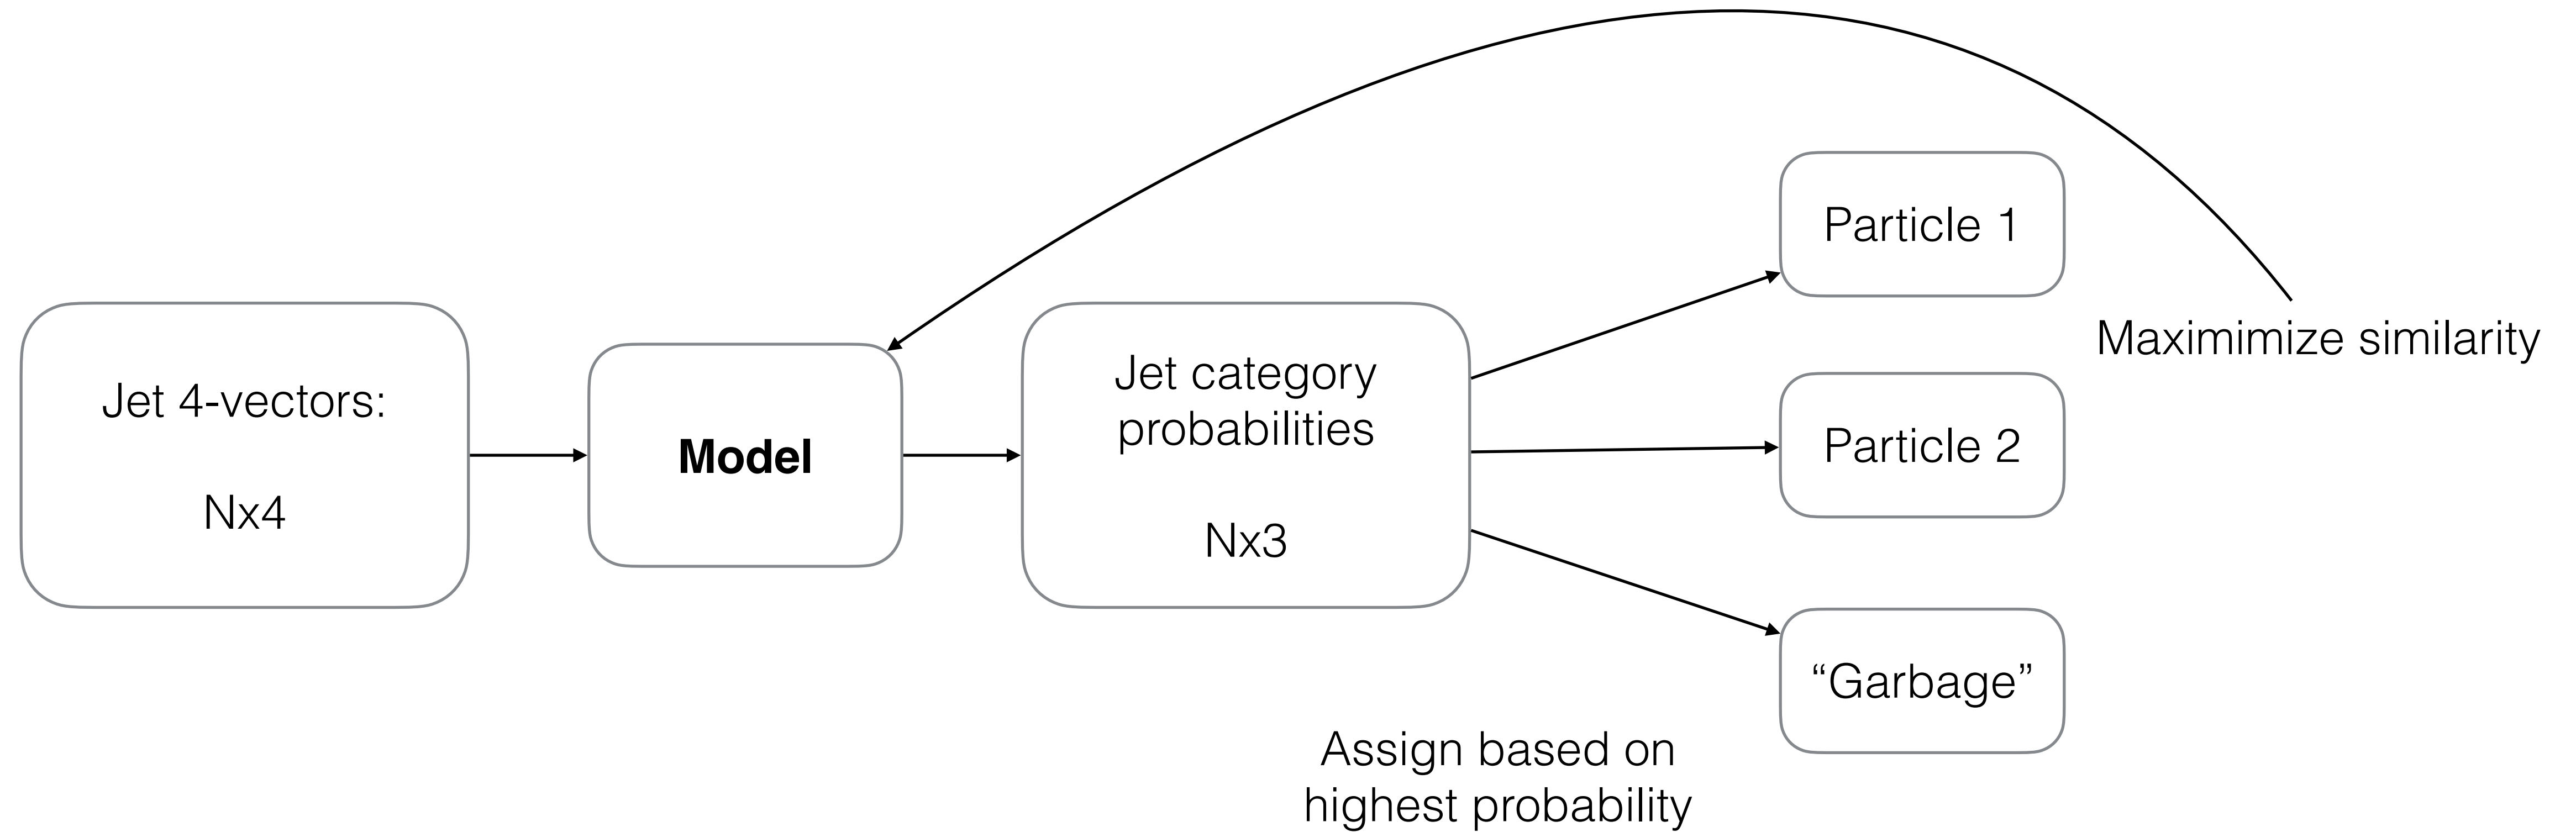 Jet 4-vectors:
Nx4
Model
Jet category
probabilities
Nx3
Particle 1
Particle 2
“Garbage”
Maximimize similarity
Assign based on
highest probability